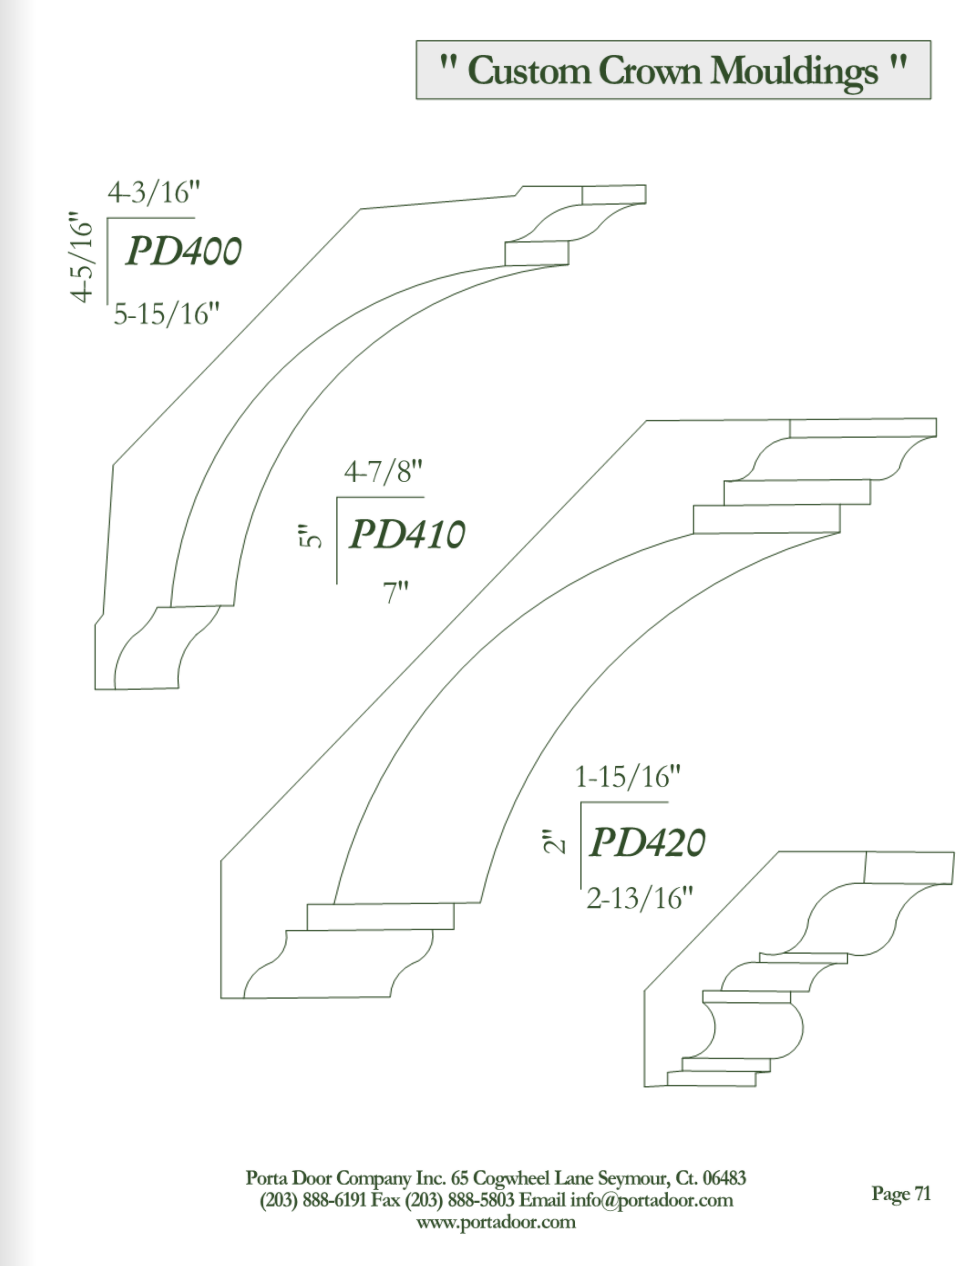 " Custom Crown Mouldings "
4-3/16"
4-5/16"
PD400
5-15/16"
4-7/8"
5"
PD410
7"
1-15/16"
2"
PD420
2-13/16"
Porta Door Company Inc. 65 Cogwheel Lane Seymour, Ct. 06483
(203) 888-6191 Fax (203) 888-5803 Email info@portadoor.com
www.portadoor.com
Page 71